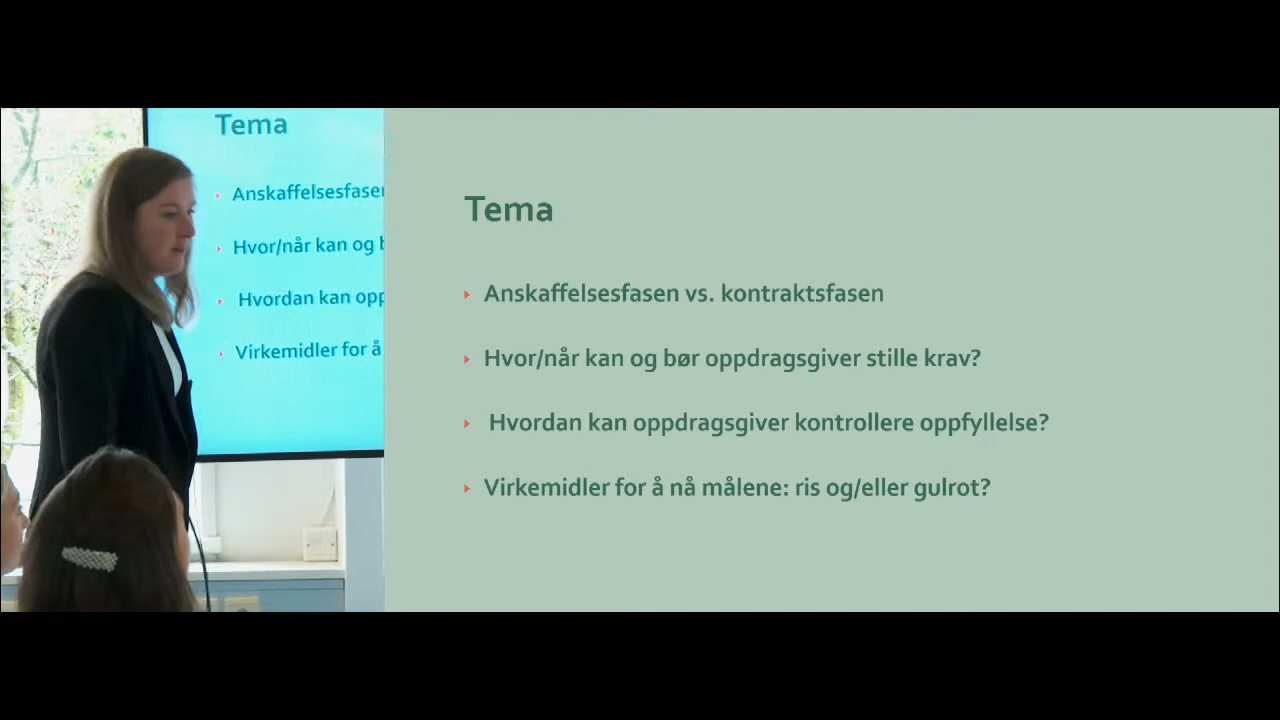 Tema
Anskaffelsesfasen
Hvor/når kan og b
Hvordan kan opp
Virkemidler for å
Tema
Anskaffelsesfasen vs. kontraktsfasen
Hvor/når kan og bør oppdragsgiver stille krav?
Hvordan kan oppdragsgiver kontrollere oppfyllelse?
Virkemidler for å nå målene: ris og/eller gulrot?